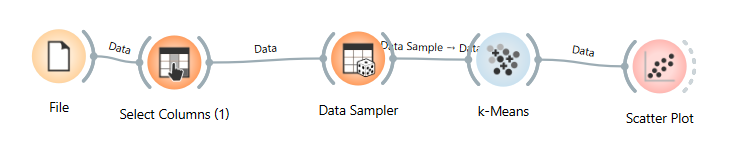 Data
Data
Data Sample → Data
Data
File
Select Columns (1)
Data Sampler
k-Means
Scatter Plot